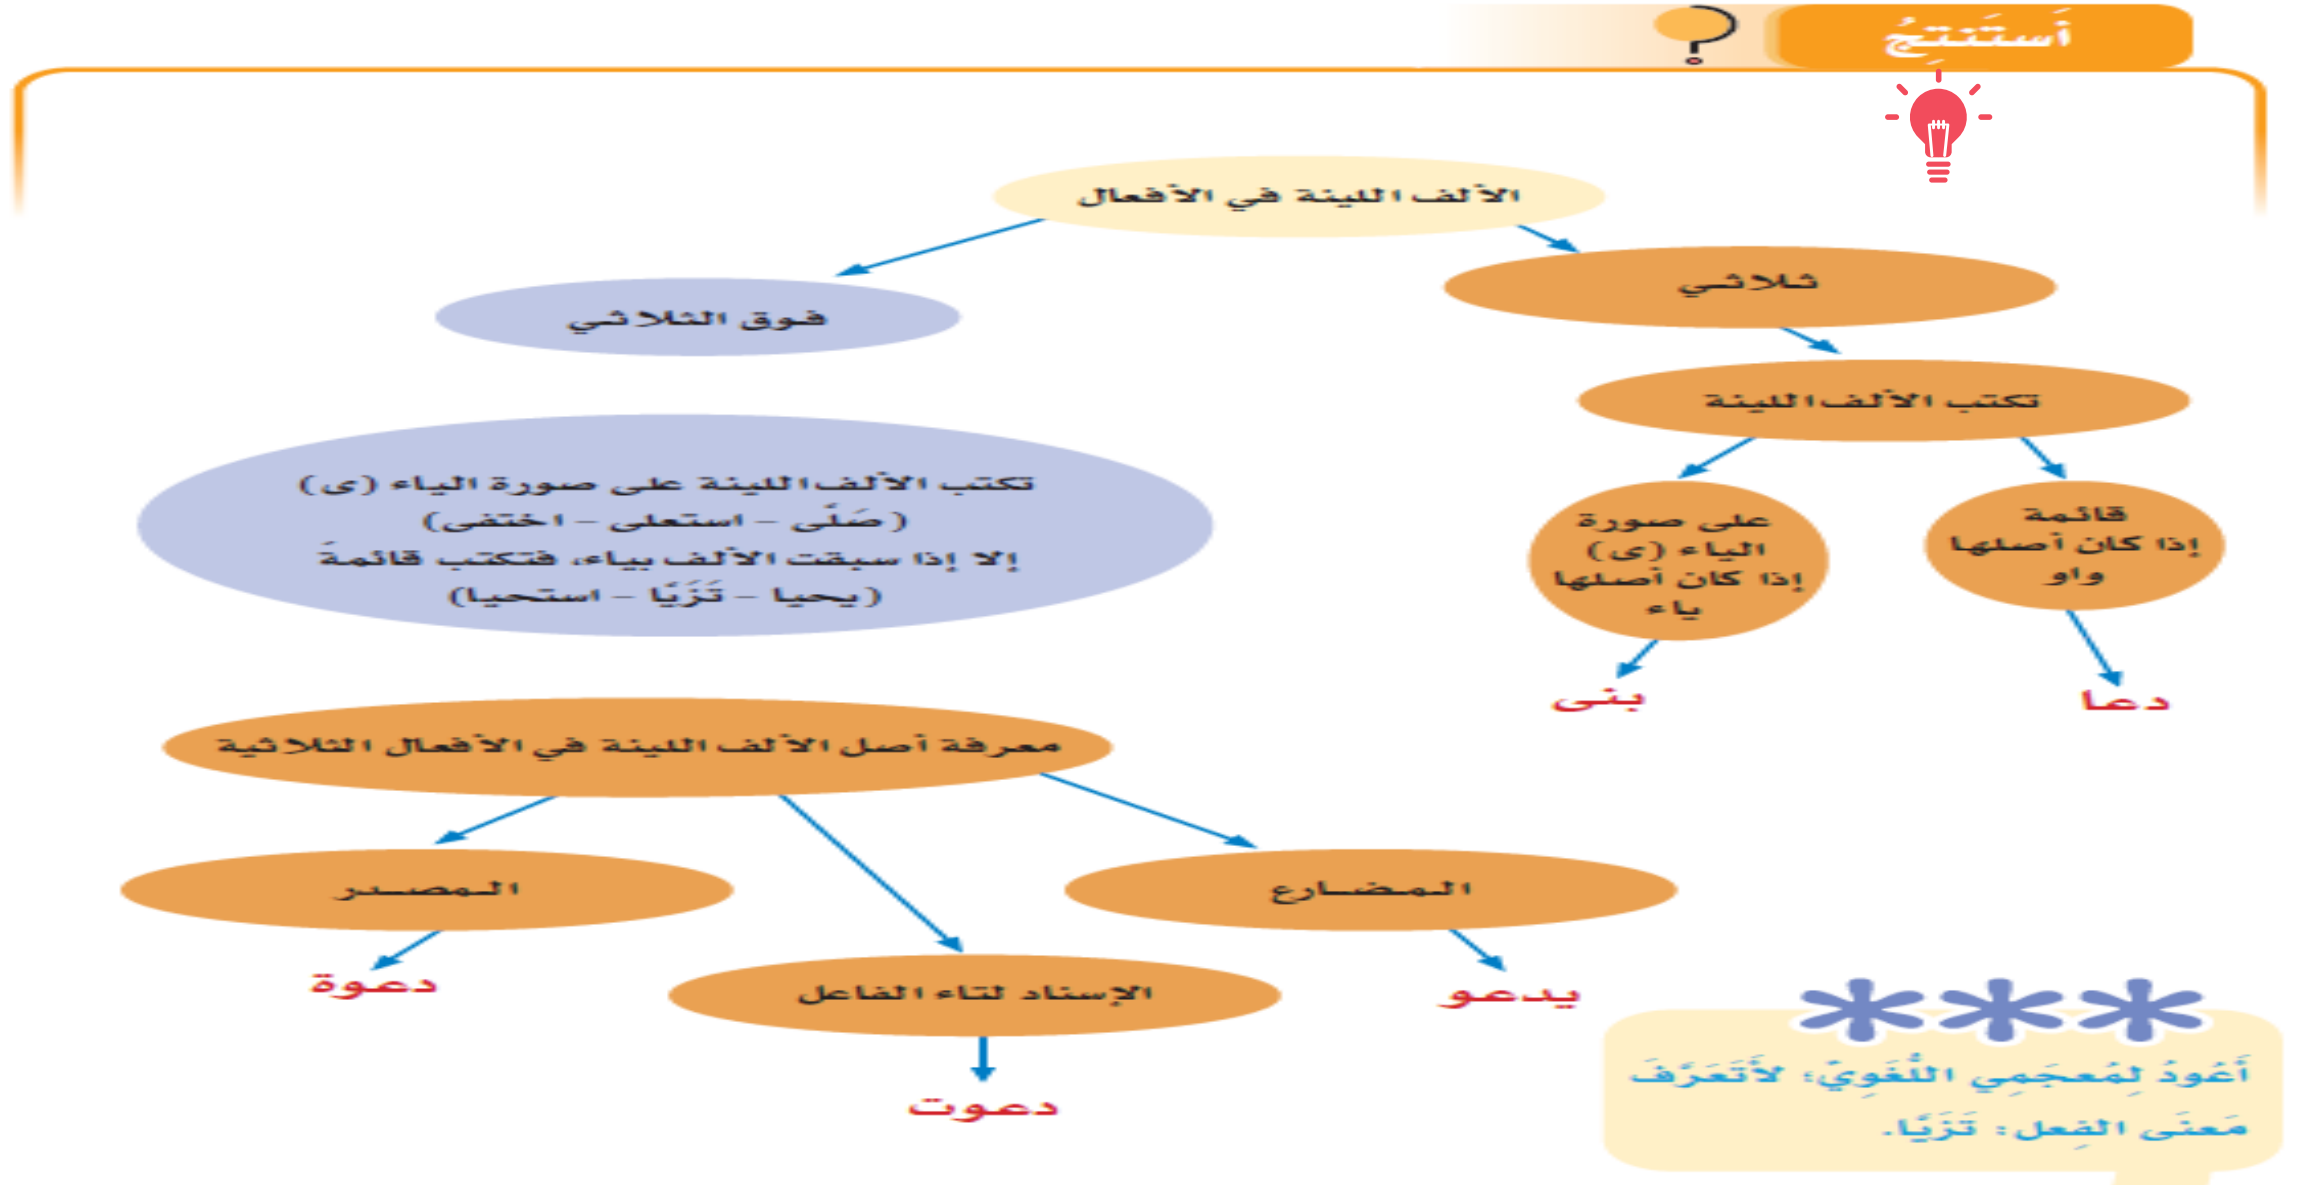 أَستَنتِجُ
الألف اللينة في الأفعال
ثلاثي
فوق الثلاثي
تكتب الألف اللينة
قائمة
إذا كان أصلها
واو
على صورة
الياء (ى)
إذا كان أصلها
ياء
دعا
بنى
تكتب الألف اللينة على صورة الياء (ى)
(صَلَّى – استعلى – اختفى)
إلا إذا سبقت الألف بياء، فتكتب قائمةً
(يحيا – تَزَيَّا – استحيا)
معرفة أصل الألف اللينة في الأفعال الثلاثية
المضارع
المصدر
الإسناد لتاء الفاعل
يدعو
دعوة
دعوت
أَعُودُ لِمُعجَمِي اللُّغَوِيِّ؛ لأَتَعَرَّفَ
مَعنَى الفِعل: تَزَيَّا.